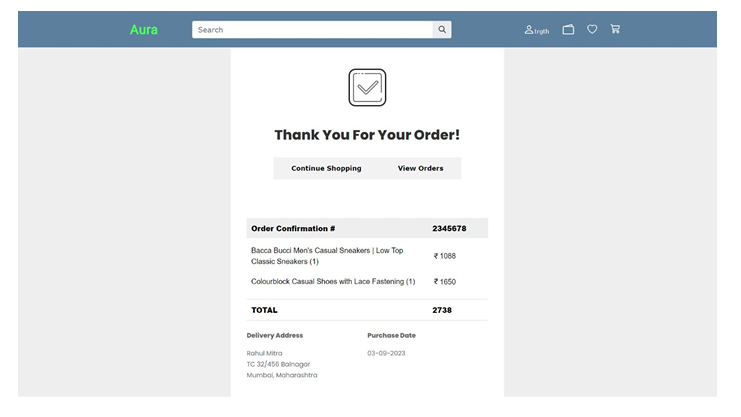 Aura
Search
1rgth
Thank You For Your Order!
Continue Shopping View Orders
Order Confirmation # 2345678
Bacca Bucci Men's Casual Sneakers | Low Top
Classic Sneakers (1) ₹ 1088
Colourblock Casual Shoes with Lace Fastening (1) ₹ 1650
TOTAL 2738
Delivery Address Purchase Date
Rahul Mitra 03-09-2023
TC 32/456 Balnagar
Mumbai, Maharashtra